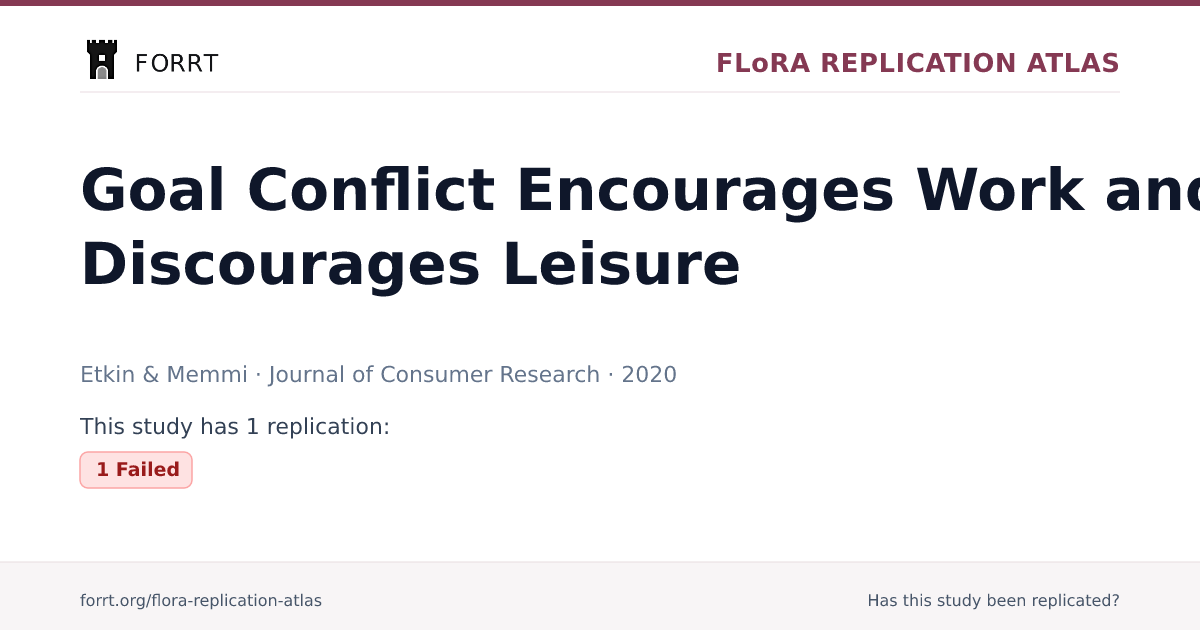 FORRT
FLoRA REPLICATION ATLAS
Goal Conflict Encourages Work and
Discourages Leisure
Etkin & Memmi · Journal of Consumer Research · 2020
This study has 1 replication:
1 Failed
forrt.org/flora-replication-atlas
Has this study been replicated?